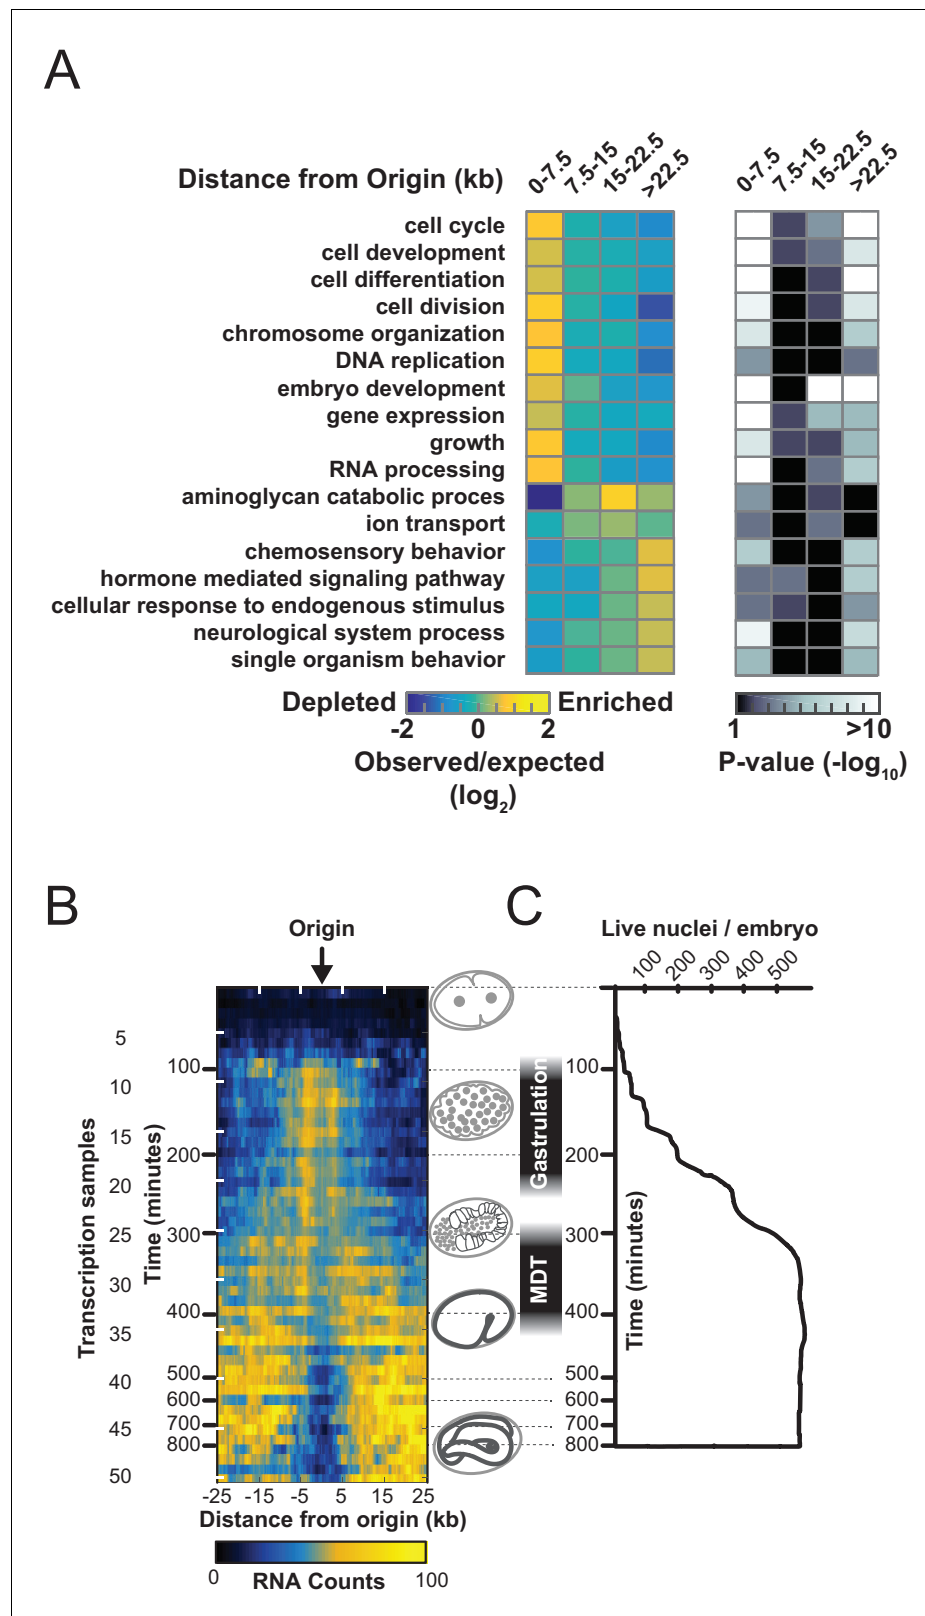 A
Distance from Origin (kb)
0-7.5
7.5-15
15-22.5
>22.5
0-7.5
7.5-15
15-22.5
>22.5
cell cycle
cell development
cell differentiation
cell division
chromosome organization
DNA replication
embryo development
gene expression
growth
RNA processing
aminoglycan catabolic proces
ion transport
chemosensory behavior
hormone mediated signaling pathway
cellular response to endogenous stimulus
neurological system process
single organism behavior
Depleted
Enriched
-2 0 2
Observed/expected
(log2)
1 >10
P-value (-log10)
B
Origin
Transcription samples
5
10
15
20
25
30
35
40
45
50
Time (minutes)
100
200
300
400
500
600
700
800
-25 -15 -5 5 15 25
Distance from origin (kb)
0 RNA Counts 100
Gastrulation
MDT
C
Live nuclei / embryo
100 200 300 400 500
Time (minutes)
100
200
300
400
500
600
700
800